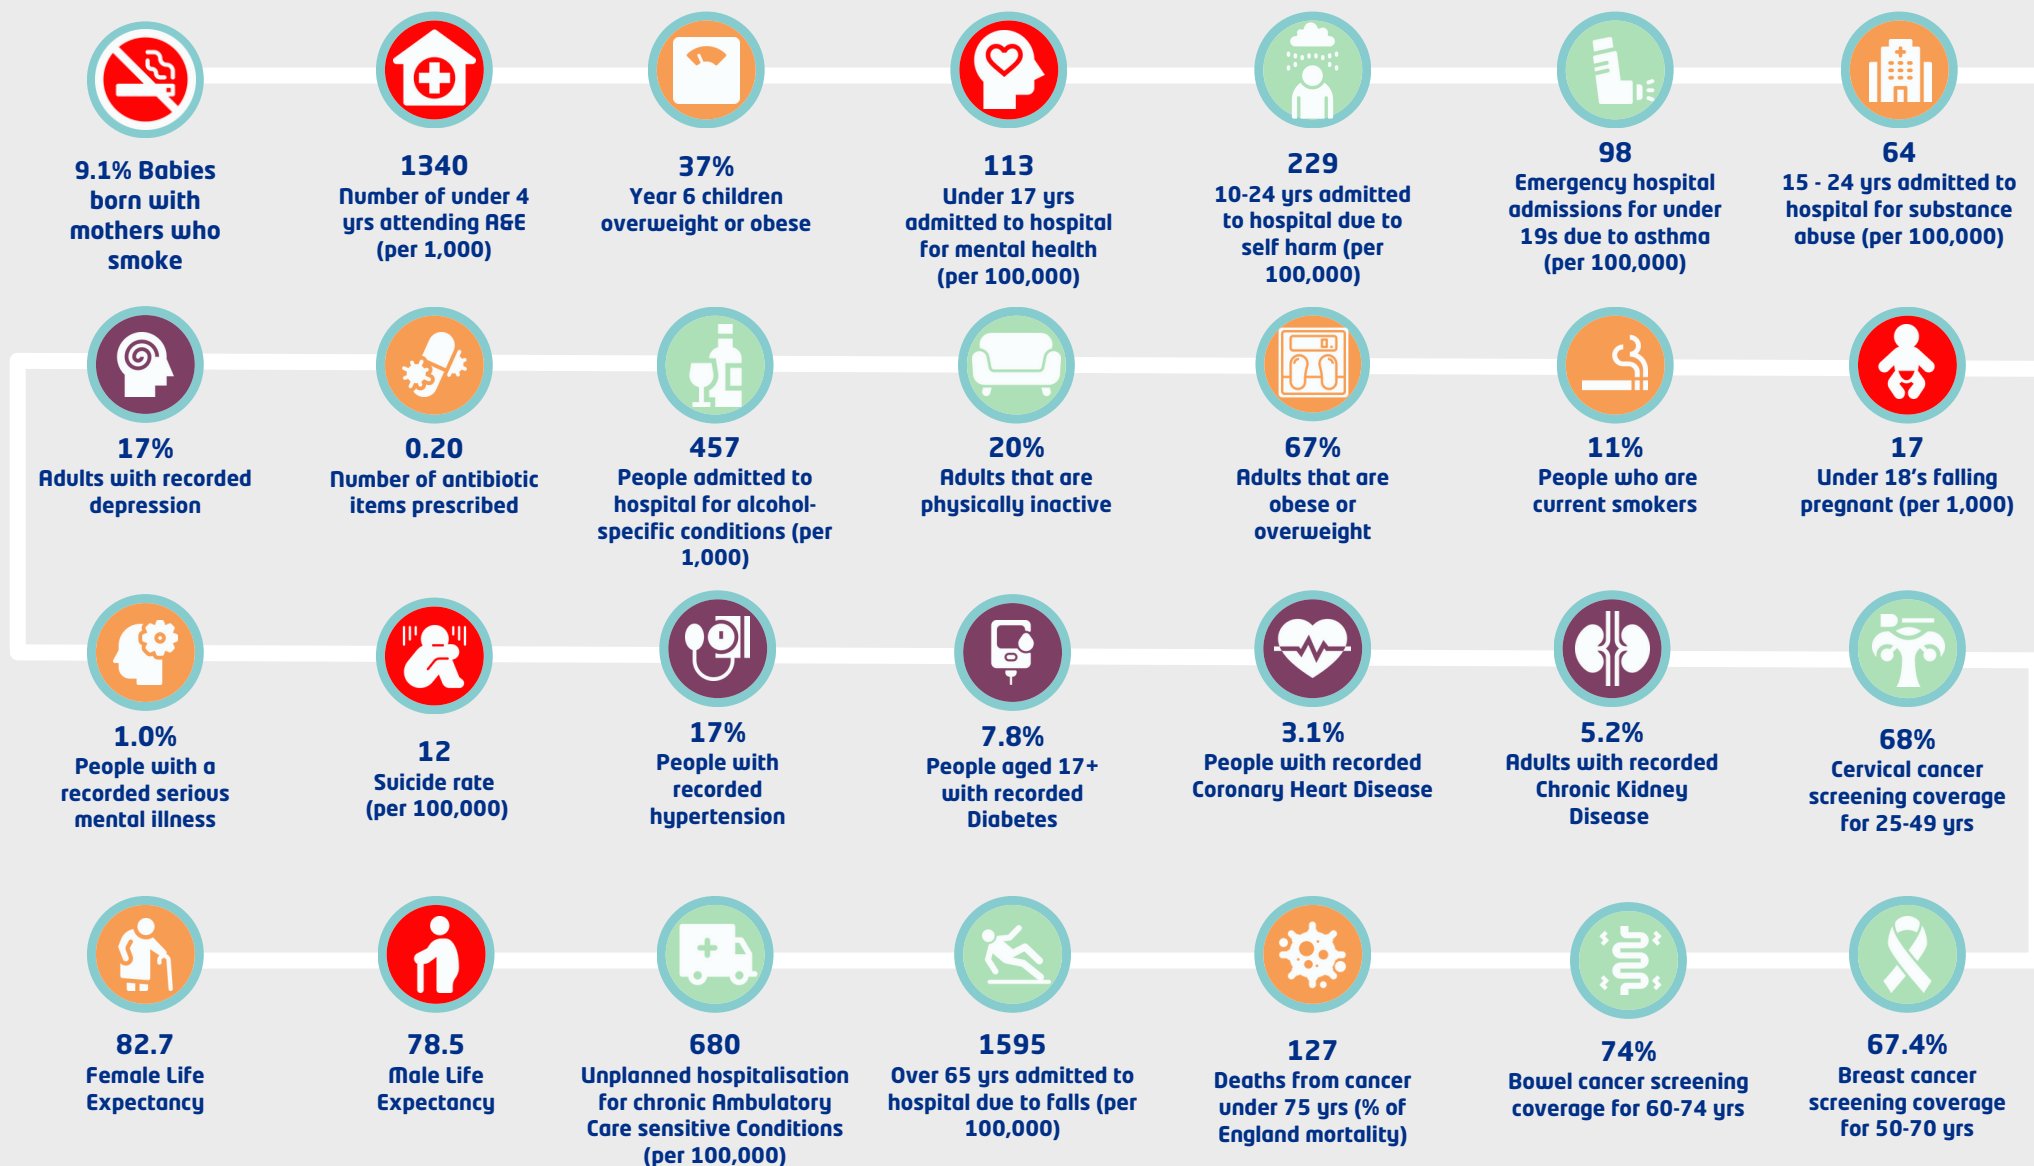 9.1% Babies
born with
mothers who
smoke
1340
Number of under 4
yrs attending A&E
(per 1,000)
37%
Year 6 children
overweight or obese
113
Under 17 yrs
admitted to hospital
for mental health
(per 100,000)
229
10-24 yrs admitted
to hospital due to
self harm (per
100,000)
98
Emergency hospital
admissions for under
19s due to asthma
(per 100,000)
64
15 - 24 yrs admitted to
hospital for substance
abuse (per 100,000)
17%
Adults with recorded
depression
0.20
Number of antibiotic
items prescribed
457
People admitted to
hospital for alcohol-
specific conditions (per
1,000)
20%
Adults that are
physically inactive
67%
Adults that are
obese or
overweight
11%
People who are
current smokers
17
Under 18's falling
pregnant (per 1,000)
1.0%
People with a
recorded serious
mental illness
12
Suicide rate
(per 100,000)
17%
People with
recorded
hypertension
7.8%
People aged 17+
with recorded
Diabetes
3.1%
People with recorded
Coronary Heart Disease
5.2%
Adults with recorded
Chronic Kidney
Disease
68%
Cervical cancer
screening coverage
for 25-49 yrs
82.7
Female Life
Expectancy
78.5
Male Life
Expectancy
680
Unplanned hospitalisation
for chronic Ambulatory
Care sensitive Conditions
(per 100,000)
1595
Over 65 yrs admitted to
hospital due to falls (per
100,000)
127
Deaths from cancer
under 75 yrs (% of
England mortality)
74%
Bowel cancer screening
coverage for 60-74 yrs
67.4%
Breast cancer
screening coverage
for 50-70 yrs